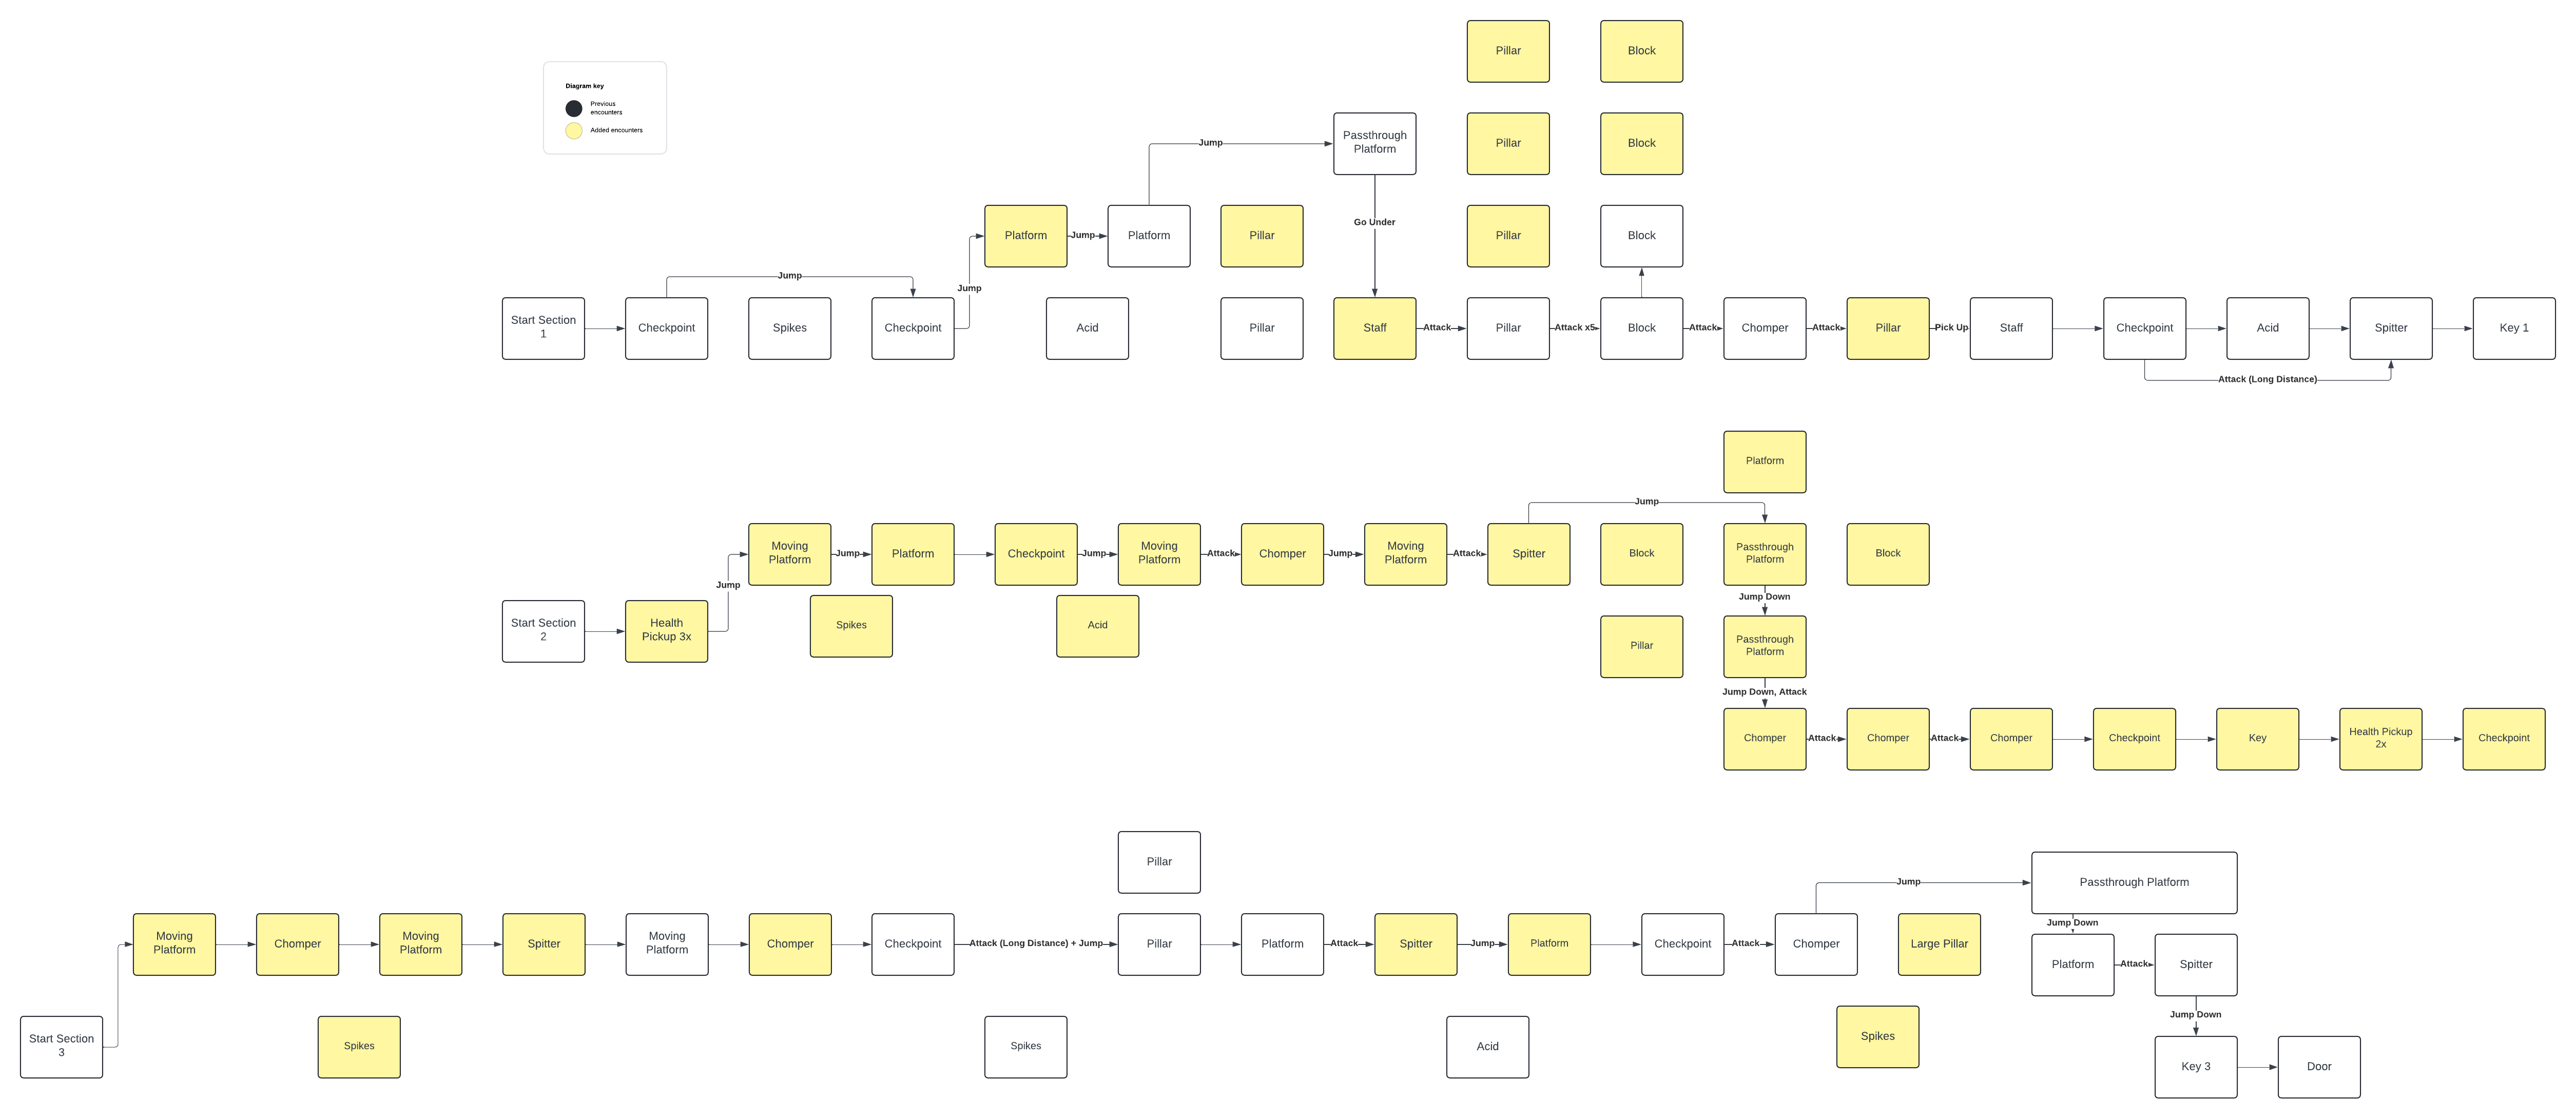 Pillar
Block
Diagram key
Previous
encounters
Added encounters
Jump
Passthrough
Platform
Pillar
Block
Go Under
Platform
Jump
Platform
Pillar
Pillar
Block
Jump
Jump
Start Section
1
Checkpoint
Spikes
Checkpoint
Acid
Pillar
Staff
Attack
Pillar
Attack x5
Block
Attack
Chomper
Attack
Pillar
Pick Up
Staff
Checkpoint
Acid
Spitter
Key 1
Attack (Long Distance)
Platform
Jump
Moving
Platform
Jump
Platform
Checkpoint
Jump
Moving
Platform
Attack
Chomper
Jump
Moving
Platform
Attack
Spitter
Block
Passthrough
Platform
Block
Jump
Jump Down
Start Section
2
Health
Pickup 3x
Spikes
Acid
Pillar
Passthrough
Platform
Jump Down, Attack
Chomper
Attack
Chomper
Attack
Chomper
Checkpoint
Key
Health Pickup
2x
Checkpoint
Pillar
Jump
Passthrough Platform
Jump Down
Moving
Platform
Chomper
Moving
Platform
Spitter
Moving
Platform
Chomper
Checkpoint
Attack (Long Distance) + Jump
Pillar
Platform
Attack
Spitter
Jump
Platform
Checkpoint
Attack
Chomper
Large Pillar
Platform
Attack
Spitter
Jump Down
Start Section
3
Spikes
Spikes
Acid
Spikes
Key 3
Door